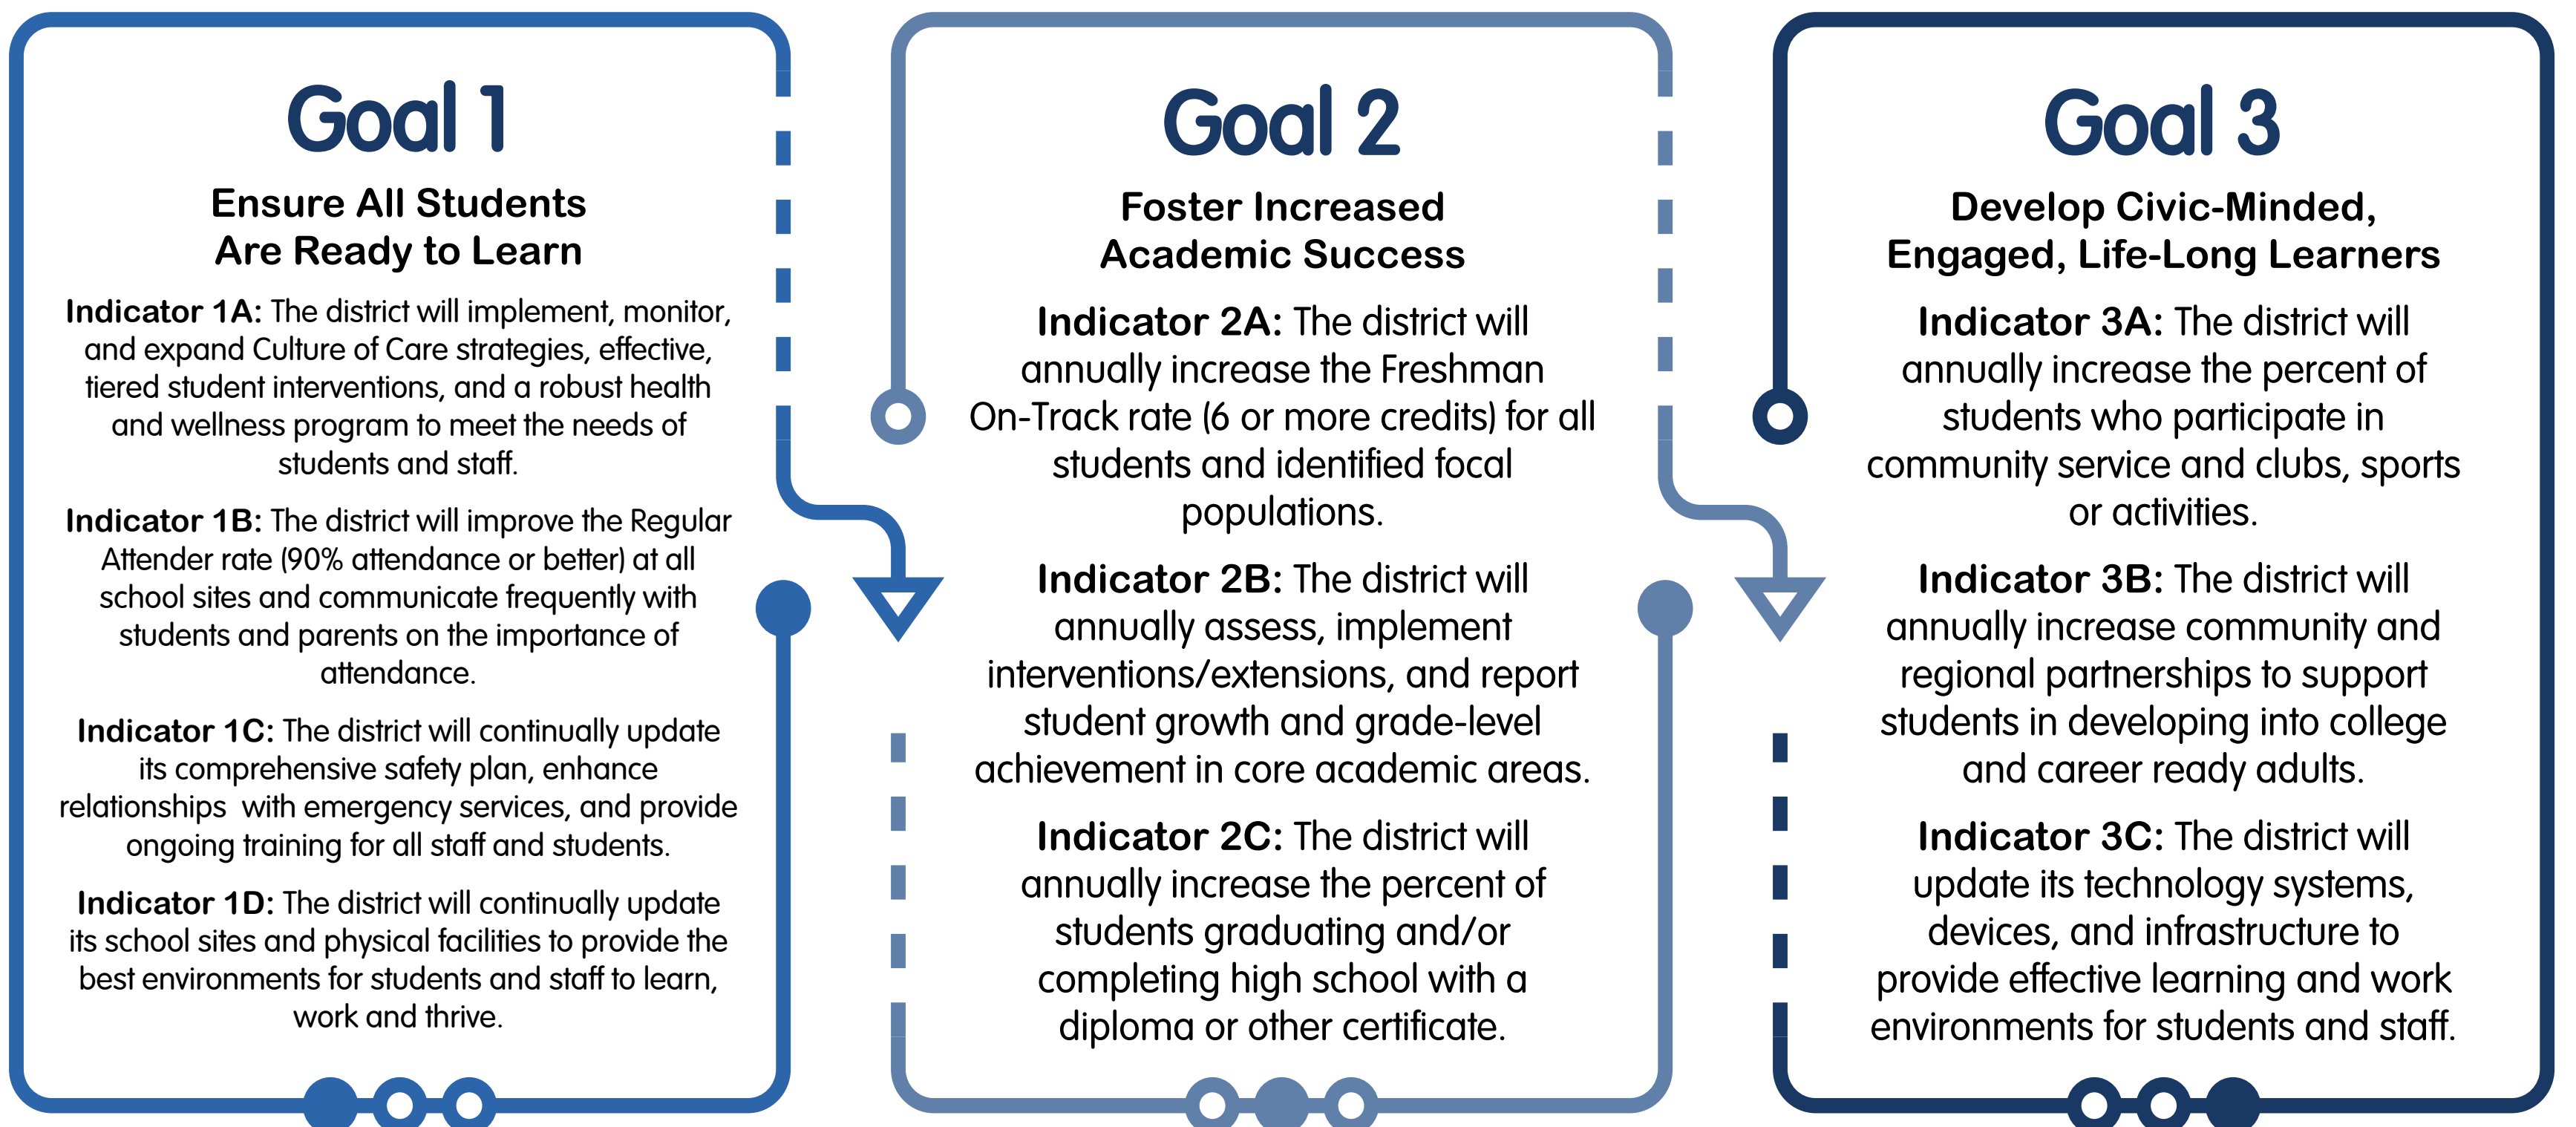 Goal 1
Ensure All Students
Are Ready to Learn
Indicator 1A: The district will implement, monitor,
and expand Culture of Care strategies, effective,
tiered student interventions, and a robust health
and wellness program to meet the needs of
students and staff.
Indicator 1B: The district will improve the Regular
Attender rate (90% attendance or better) at all
school sites and communicate frequently with
students and parents on the importance of
attendance.
Indicator 1C: The district will continually update
its comprehensive safety plan, enhance
relationships  with emergency services, and provide
ongoing training for all staff and students.
Indicator 1D: The district will continually update
its school sites and physical facilities to provide the
best environments for students and staff to learn,
work and thrive.
Goal 2
Foster Increased
Academic Success
Indicator 2A: The district will
annually increase the Freshman
On-Track rate (6 or more credits) for all
students and identified focal
populations.
Indicator 2B: The district will
annually assess, implement
interventions/extensions, and report
student growth and grade-level
achievement in core academic areas.
Indicator 2C: The district will
annually increase the percent of
students graduating and/or
completing high school with a
diploma or other certificate.
Goal 3
Develop Civic-Minded,
Engaged, Life-Long Learners
Indicator 3A: The district will
annually increase the percent of
students who participate in
community service and clubs, sports
or activities.
Indicator 3B: The district will
annually increase community and
regional partnerships to support
students in developing into college
and career ready adults.
Indicator 3C: The district will
update its technology systems,
devices, and infrastructure to
provide effective learning and work
environments for students and staff.